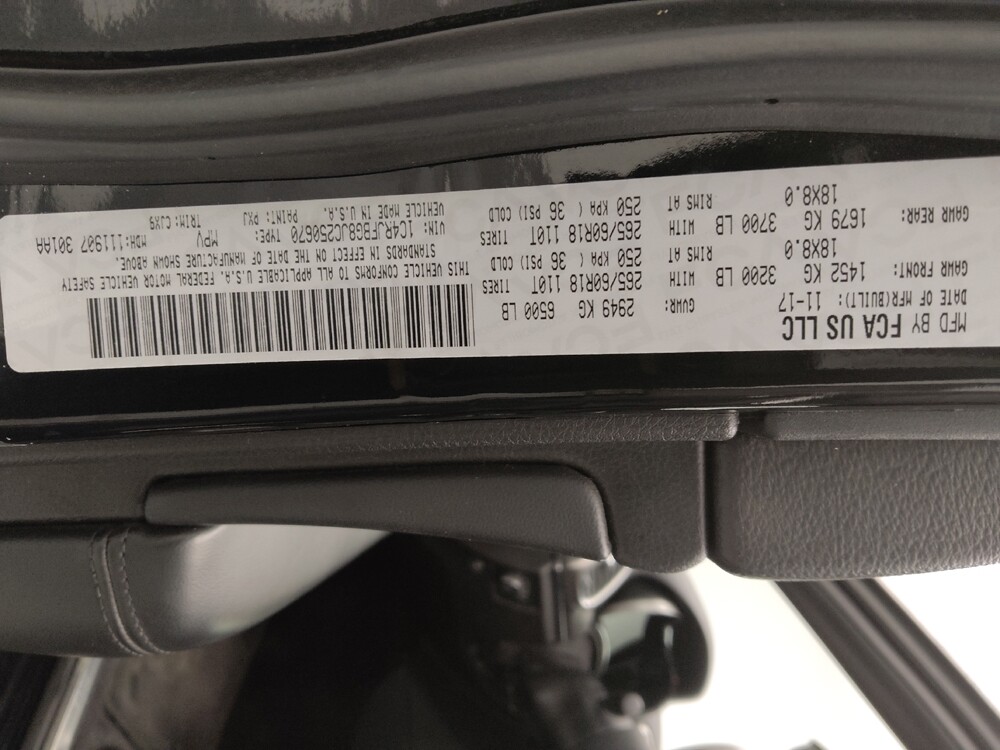 MFD BY FCA US LLC
DATE OF MFR(BUILT): 11-17 GVWR: 2949 KG 6500 LB
GAWR FRONT: 1452 KG 3200 LB WITH 265/60R18 110T TIRES
18X8.0 RIMS AT 250 KPA ( 36 PSI) COLD
GAWR REAR: 1679 KG 3700 LB WITH 265/60R18 110T TIRES
18X8.0 RIMS AT 250 KPA ( 36 PSI) COLD
THIS VEHICLE CONFORMS TO ALL APPLICABLE U.S.A. FEDERAL MOTOR VEHICLE SAFETY
STANDARDS IN EFFECT ON THE DATE OF MANUFACTURE SHOWN ABOVE.
VIN: 1C4RJFBG8JC250670 TYPE: MPV MDH:111907 301AA
VEHICLE MADE IN U.S.A. PAINT: PXJ TRIM: CJX9